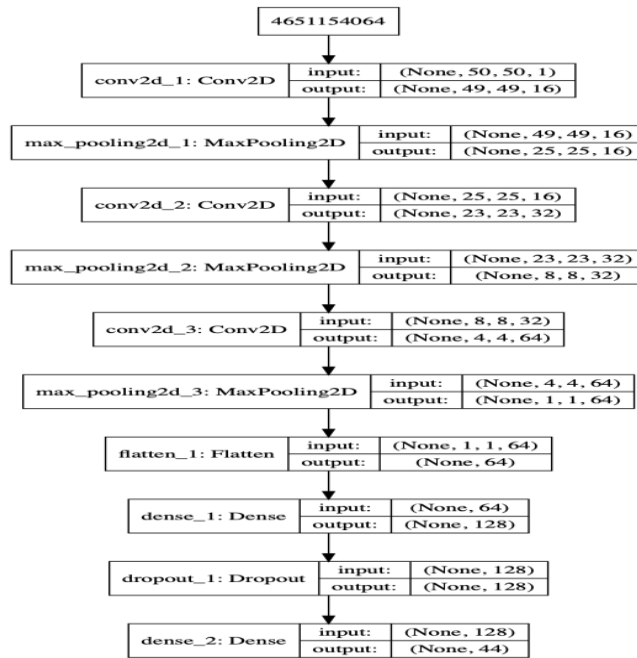 4651154064
conv2d_1: Conv2D input: (None, 50, 50, 1)
output: (None, 49, 49, 16)
max_pooling2d_1: MaxPooling2D input: (None, 49, 49, 16)
output: (None, 25, 25, 16)
conv2d_2: Conv2D input: (None, 25, 25, 16)
output: (None, 23, 23, 32)
max_pooling2d_2: MaxPooling2D input: (None, 23, 23, 32)
output: (None, 8, 8, 32)
conv2d_3: Conv2D input: (None, 8, 8, 32)
output: (None, 4, 4, 64)
max_pooling2d_3: MaxPooling2D input: (None, 4, 4, 64)
output: (None, 1, 1, 64)
flatten_1: Flatten input: (None, 1, 1, 64)
output: (None, 64)
dense_1: Dense input: (None, 64)
output: (None, 128)
dropout_1: Dropout input: (None, 128)
output: (None, 128)
dense_2: Dense input: (None, 128)
output: (None, 44)